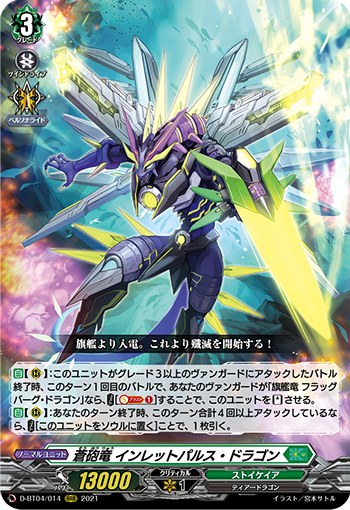 3
グレード
ツインドライブ
ペルソナライド
旗艦より入電。これより殲滅を開始する!
【自】【(R)】:このユニットがグレード3以上のヴァンガードにアタックしたバトル
終了時、このターン1回目のバトルで、あなたのヴァンガードが「旗艦竜 フラッグ
バーグ・ドラゴン」なら、【コスト】【CB1】することで、このユニットを【スタンド】させる。
【自】【(R)】:あなたのターン終了時、このターン合計4回以上アタックしている
なら、【コスト】【このユニットをソウルに置く】ことで、1枚引く。
ノーマルユニット
蒼砲竜 インレットパルス・ドラゴン
パワー
13000
クリティカル
1
ストイケイア
ティアードラゴン
D-BT04/014 RRR 2021
イラスト/宮本サトル